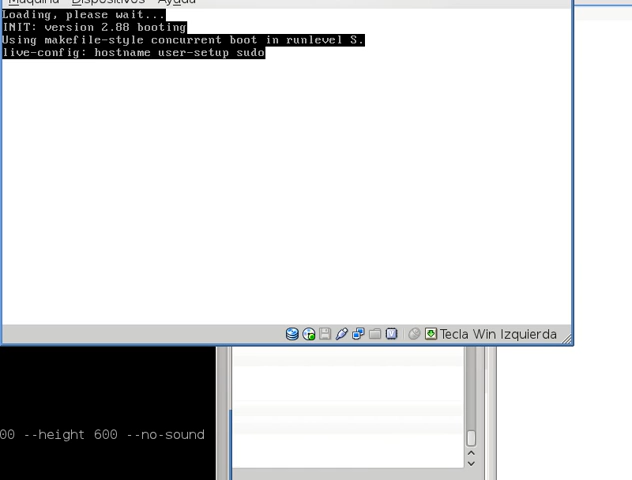 Máquina Dispositivos Ayuda
Loading, please wait...
INIT: version 2.88 booting
Using makefile-style concurrent boot in runlevel S.
live-config: hostname user-setup sudo
Tecla Win Izquierda
00 --height 600 --no-sound